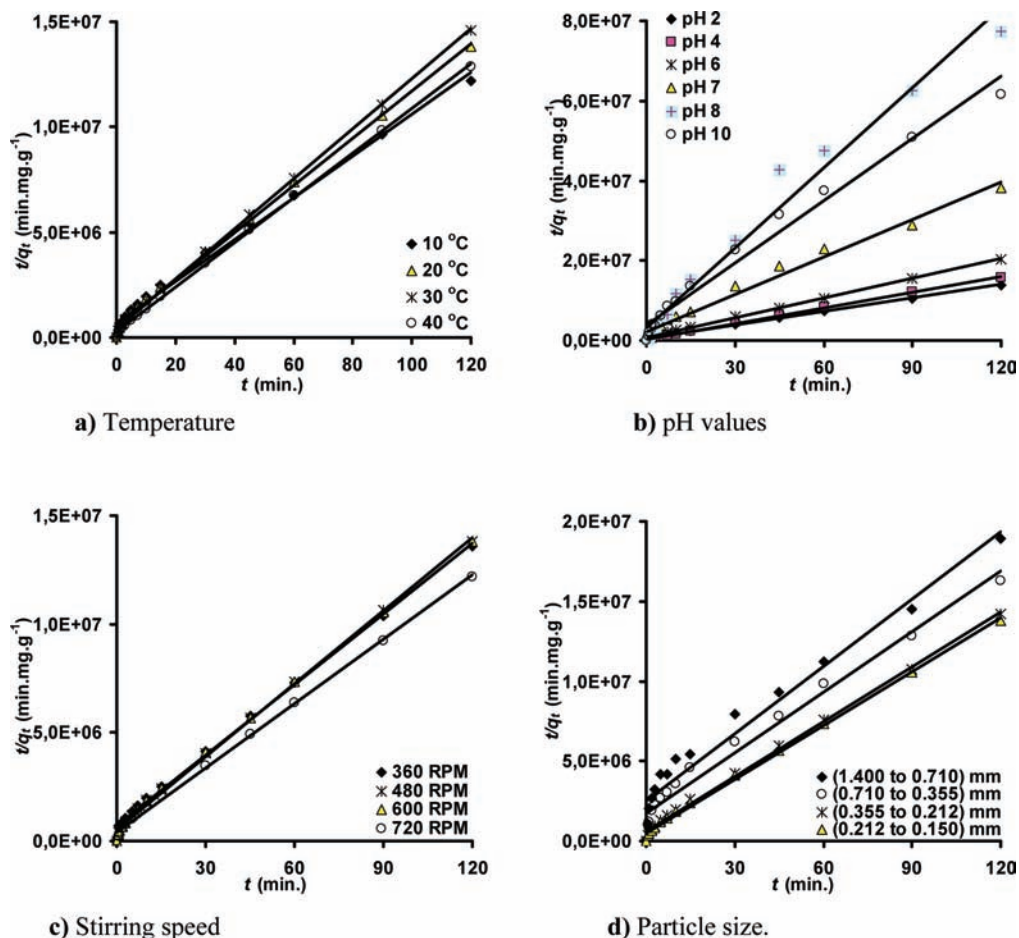 t/qt (min.mg.g-1)
1,5E+07
1,0E+07
5,0E+06
0,0E+00
0 20 40 60 80 100 120
t (min.)
10 °C
20 °C
30 °C
40 °C
a) Temperature
t/qt (min.mg.g-1)
8,0E+07
6,0E+07
4,0E+07
2,0E+07
0,0E+00
0 30 60 90 120
t (min.)
pH 2
pH 4
pH 6
pH 7
pH 8
pH 10
b) pH values
t/qt (min.mg.g-1)
1,5E+07
1,0E+07
5,0E+06
0,0E+00
0 30 60 90 120
t (min.)
360 RPM
480 RPM
600 RPM
720 RPM
c) Stirring speed
t/qt (min.mg.g-1)
2,0E+07
1,5E+07
1,0E+07
5,0E+06
0,0E+00
0 30 60 90 120
t (min.)
(1.400 to 0.710) mm
(0.710 to 0.355) mm
(0.355 to 0.212) mm
(0.212 to 0.150) mm
d) Particle size.